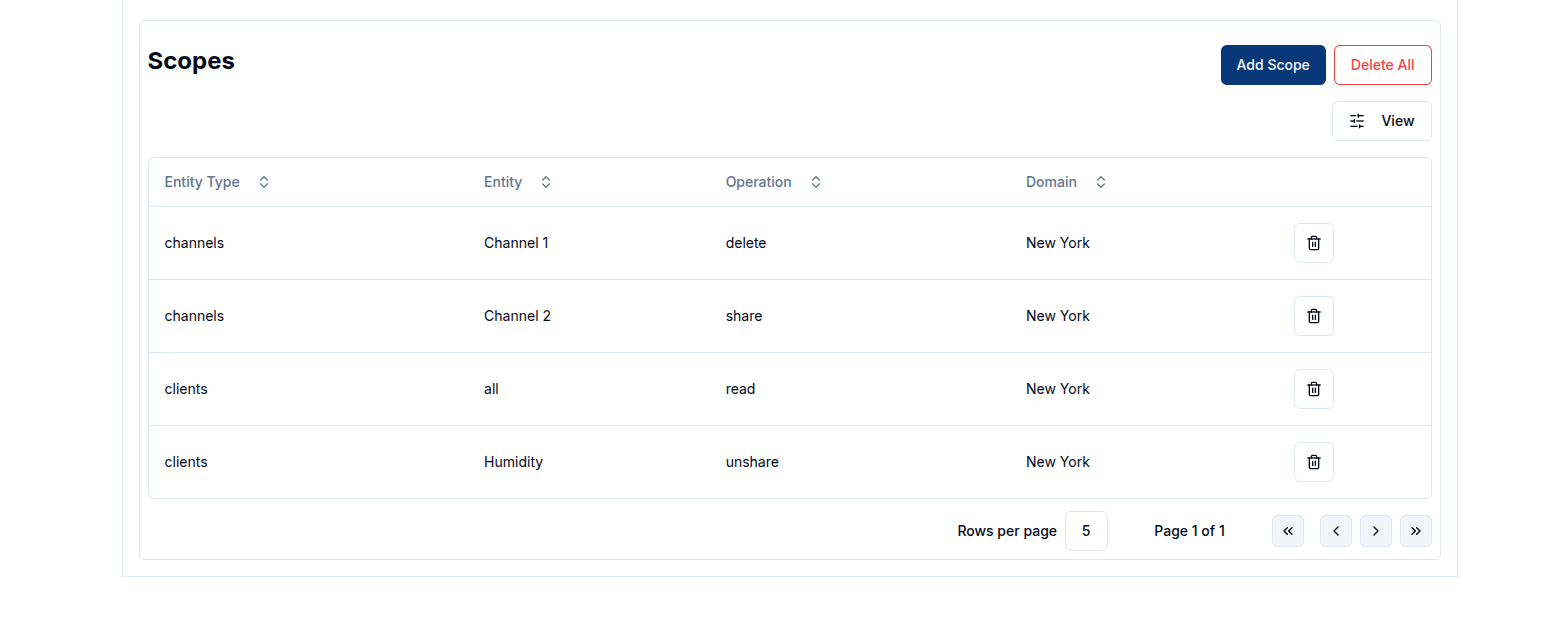 Scopes
Add Scope Delete All
View
Entity Type Entity Operation Domain
channels Channel 1 delete New York
channels Channel 2 share New York
clients all read New York
clients Humidity unshare New York
Rows per page 5 Page 1 of 1